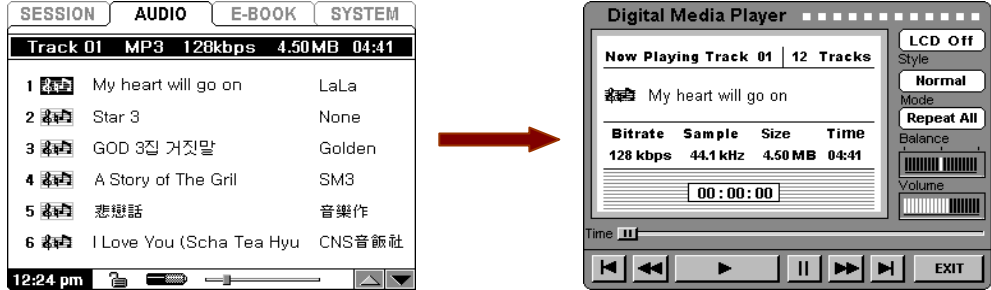 SESSION AUDIO E-BOOK SYSTEM
Track 01 MP3 128kbps 4.50MB 04:41
1 My heart will go on LaLa
2 Star 3 None
3 GOD 3집 거짓말 Golden
4 A Story of The Gril SM3
5 悲戀話 音樂作
6 I Love You (Scha Tea Hyu CNS音飯社
12:24 pm
Digital Media Player
Now Playing Track 01 12 Tracks
My heart will go on
Bitrate Sample Size Time
128 kbps 44.1 kHz 4.50 MB 04:41
00:00:00
LCD Off
Style
Normal
Mode
Repeat All
Balance
Volume
Time
EXIT